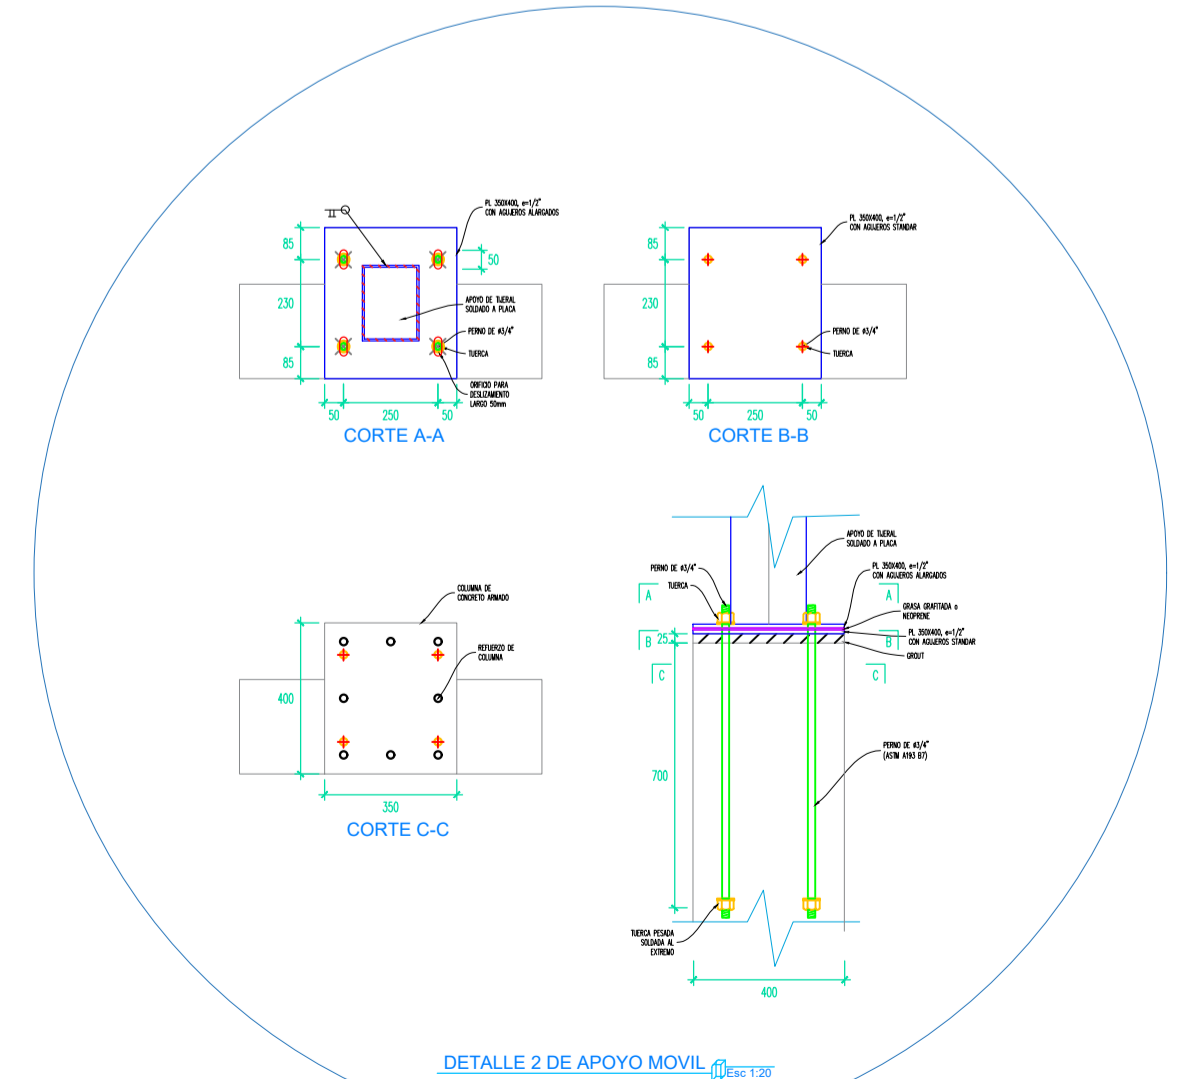 PL 350X400, e=1/2"
CON AGUJEROS ALARGADOS
85
230
85
50
APOYO DE TIJERAL
SOLDADO A PLACA
PERNO DE ø3/4"
TUERCA
ORIFICIO PARA
DESLIZAMIENTO
LARGO 50mm
50
250
50
CORTE A-A
PL 350X400, e=1/2"
CON AGUJEROS STANDAR
85
230
85
PERNO DE ø3/4"
TUERCA
50
250
50
CORTE B-B
COLUMNA DE
CONCRETO ARMADO
REFUERZO DE
COLUMNA
400
350
CORTE C-C
APOYO DE TIJERAL
SOLDADO A PLACA
PERNO DE ø3/4"
TUERCA
PL 350X400, e=1/2"
CON AGUJEROS ALARGADOS
A
A
GRASA GRAFITADA o
NEOPRENE
B
25
B
PL 350X400, e=1/2"
CON AGUJEROS STANDAR
GROUT
C
C
PERNO DE ø3/4"
(ASTM A193 B7)
700
TUERCA PESADA
SOLDADA AL
EXTREMO
400
DETALLE 2 DE APOYO MOVIL
Esc 1:20